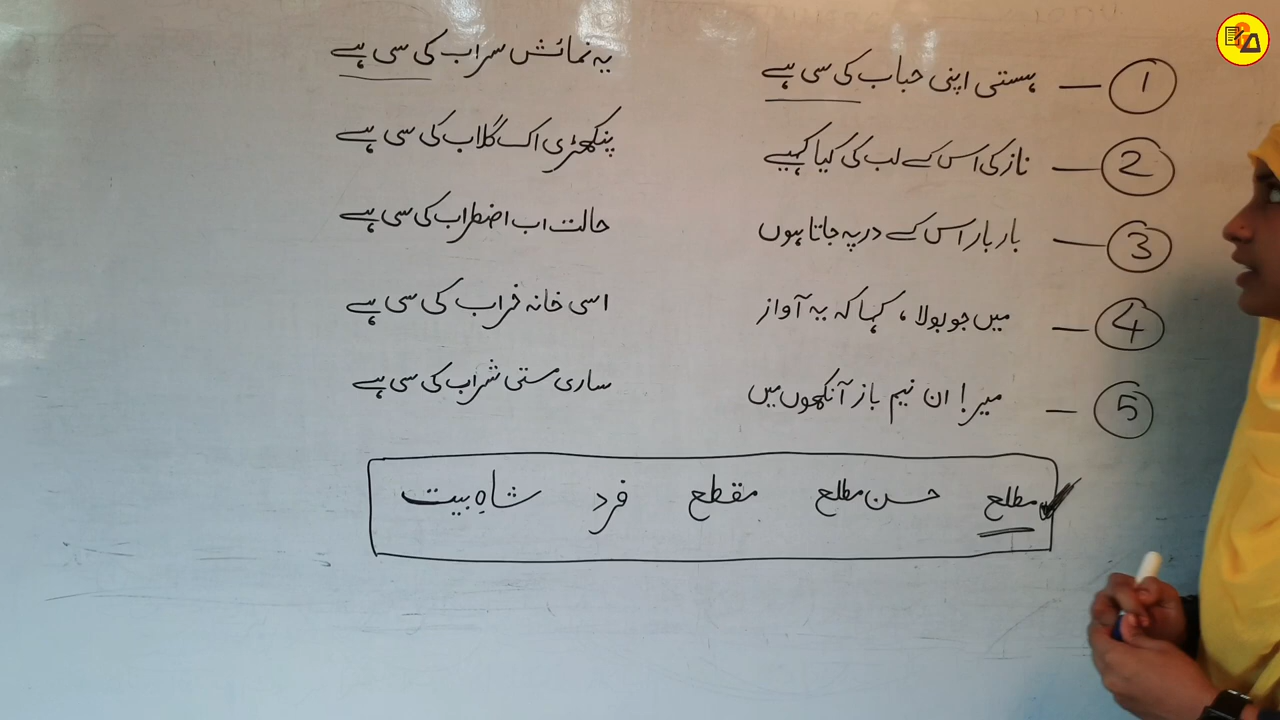 ① — ہستی اپنی حباب کی سی ہے یہ نمائش سراب کی سی ہے
② — نازکی اس کے لب کی کیا کہیے پنکھڑی اک گلاب کی سی ہے
③ — بار بار اس کے در پہ جاتا ہوں حالت اب اضطراب کی سی ہے
④ — میں جو بولا، کہا کہ یہ آواز اسی خانہ خراب کی سی ہے
⑤ — میر! ان نیم باز آنکھوں میں ساری مستی شراب کی سی ہے
مطلع حسن مطلع مقطع فرد شاہِ بیت